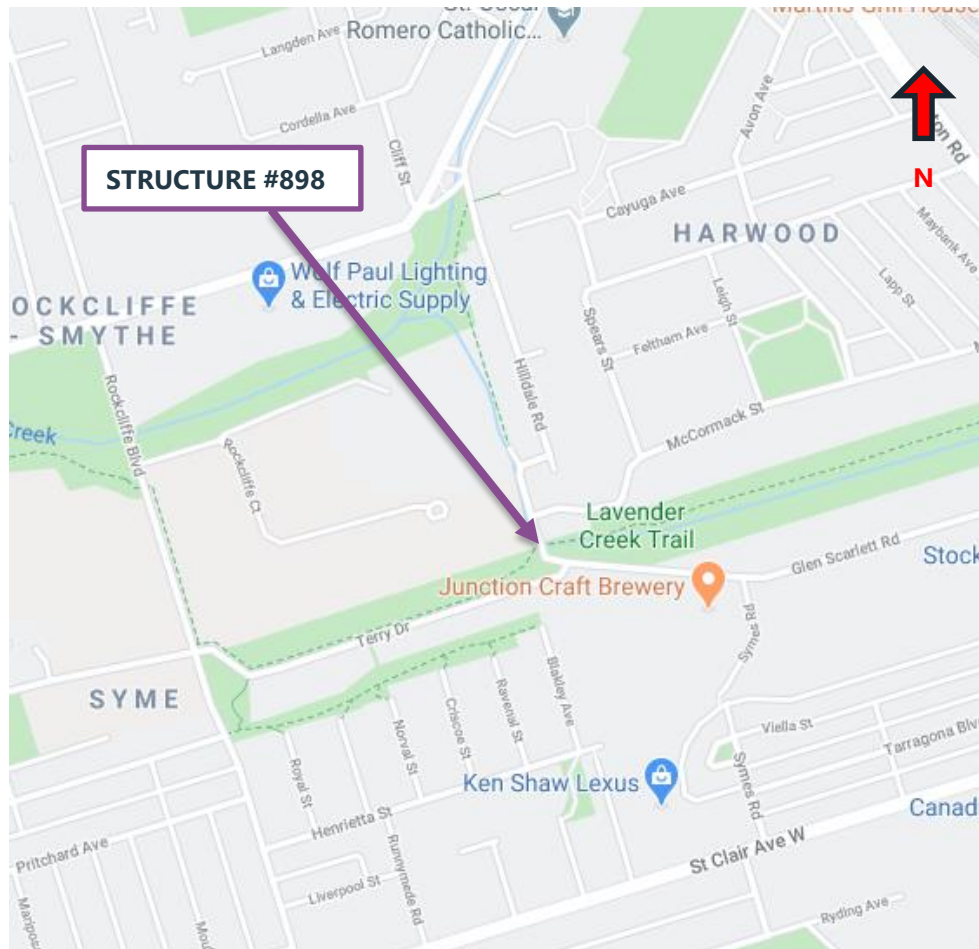 Romero Catholic...
Langden Ave
Cordella Ave
Cliff St
Avon Ave
STRUCTURE #898
N
Cayuga Ave
HARWOOD
Maybank Ave
Lapp St
Leigh St
Wolf Paul Lighting
& Electric Supply
SMYTHE
Spears St
Feltham Ave
Hilldale Rd
Rockcliffe Blvd
McCormack St
Creek
Rockcliffe Ct
Lavender
Creek Trail
Glen Scarlett Rd
Stock
Junction Craft Brewery
Terry Dr
Symes Rd
SYME
Blakley Ave
Ravenal St
Criscoe St
Norval St
Royal St
Viella St
Tarragona Blv
Ken Shaw Lexus
Symes Rd
Canad
Henrietta St
Runnymede Rd
Pritchard Ave
St Clair Ave W
Liverpool St
Ryding Ave
Maripos
Mou